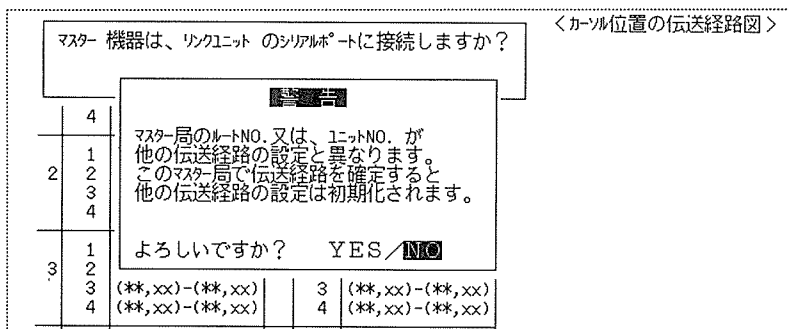 <カーソル位置の伝送経路図>
マスター 機器は、リンクユニット のシリアルポートに接続しますか?
警 告
マスター局のルートNO.又は、ユニットNO. が
他の伝送経路の設定と異なります。
このマスター局で伝送経路を確定すると
他の伝送経路の設定は初期化されます。
よろしいですか? YES/NO
4
2
1
2
3
4
3
1
2
3 (**,xx)-(**,xx) 3 (**,xx)-(**,xx)
4 (**,xx)-(**,xx) 4 (**,xx)-(**,xx)